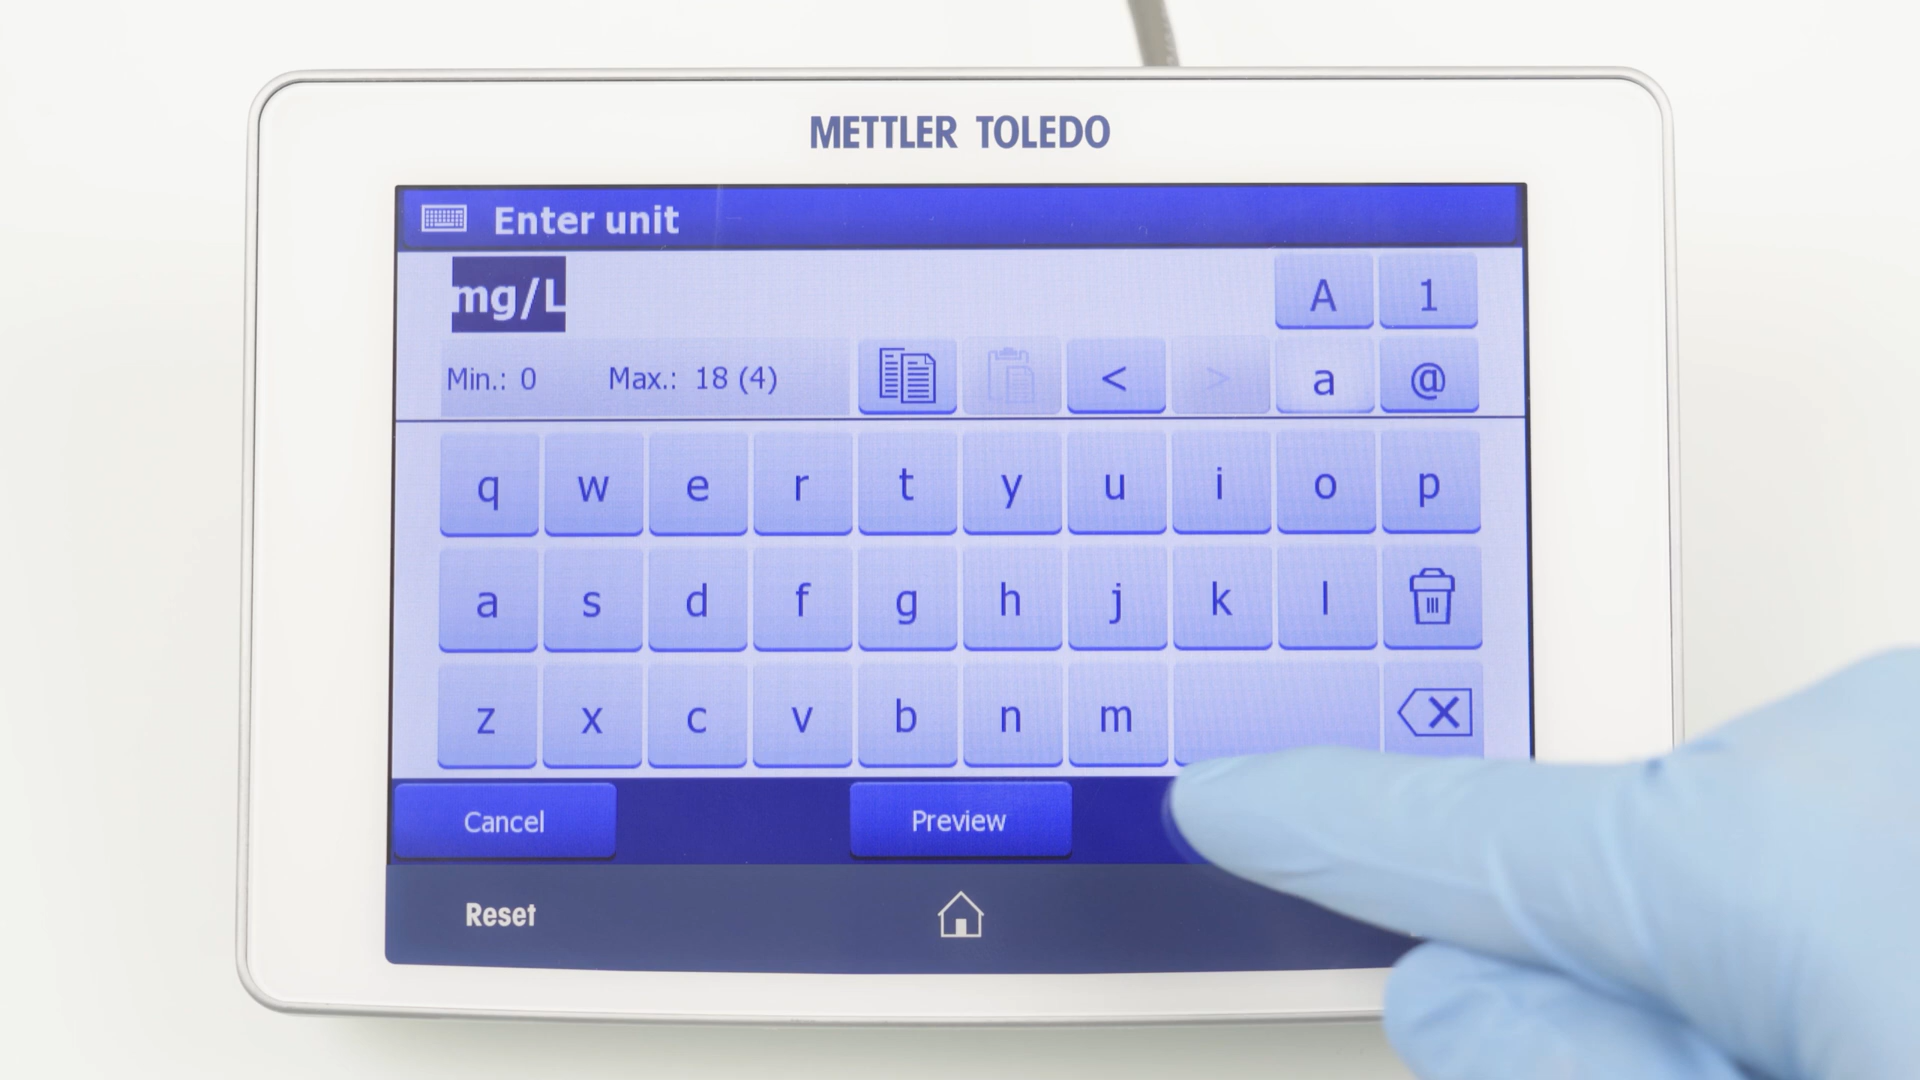 METTLER TOLEDO
Enter unit
mg/L
A 1
Min.: 0 Max.: 18 (4) < > a @
q w e r t y u i o p
a s d f g h j k l
z x c v b n m
Cancel Preview
Reset